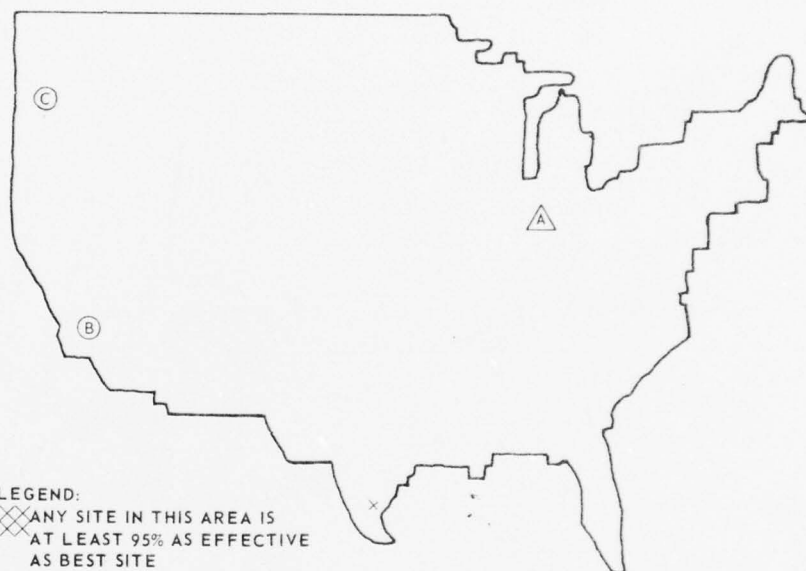 C
A
B
LEGEND:
ANY SITE IN THIS AREA IS
AT LEAST 95% AS EFFECTIVE
AS BEST SITE